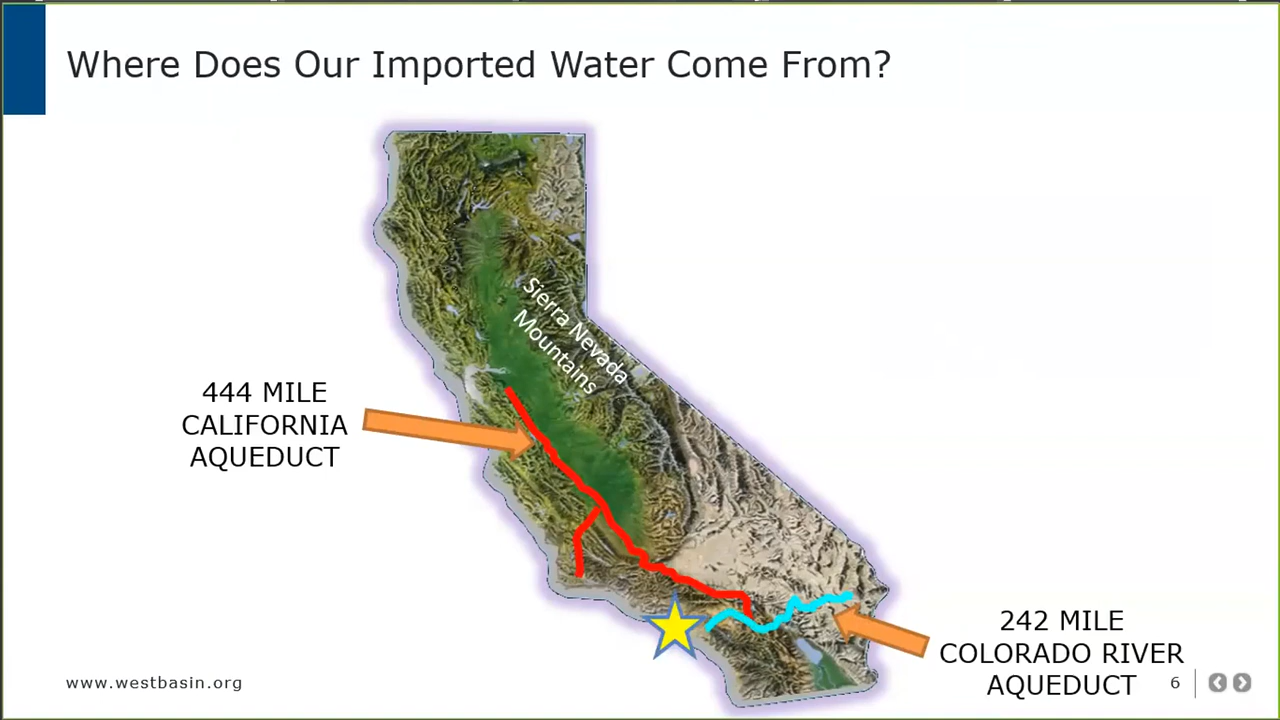 Where Does Our Imported Water Come From?
Sierra Nevada
Mountains
444 MILE
CALIFORNIA
AQUEDUCT
242 MILE
COLORADO RIVER
AQUEDUCT
www.westbasin.org
6